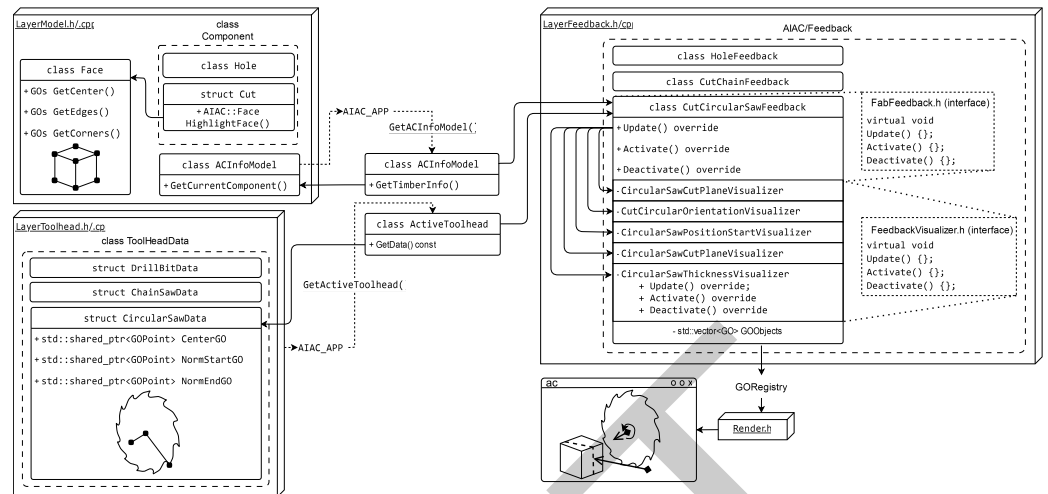 LayerModel.h/.cpp
class
Component
class Hole
struct Cut
+ AIAC::Face
HighlightFace()
class Face
+ GOs GetCenter()
+ GOs GetEdges()
+ GOs GetCorners()
class ACInfoModel
+ GetCurrentComponent()
AIAC_APP
GetACInfoModel()
class ACInfoModel
+ GetTimberInfo()
class ActiveToolhead
+ GetData() const
LayerToolhead.h/.cp
class ToolHeadData
struct DrillBitData
struct ChainSawData
struct CircularSawData
+ std::shared_ptr<GOPoint> CenterGO
+ std::shared_ptr<GOPoint> NormStartGO
+ std::shared_ptr<GOPoint> NormEndGO
GetActiveToolhead(
AIAC_APP
LayerFeedback.h/cpp
AIAC/Feedback
class HoleFeedback
class CutChainFeedback
class CutCircularSawFeedback
+ Update() override
+ Activate() override
+ Deactivate() override
- CircularSawCutPlaneVisualizer
- CutCircularOrientationVisualizer
- CircularSawPositionStartVisualizer
- CircularSawCutPlaneVisualizer
- CircularSawThicknessVisualizer
+ Update() override;
+ Activate() override
+ Deactivate() override
- std::vector<GO> GOObjects
FabFeedback.h (interface)
virtual void
Update() {};
Activate() {};
Deactivate() {};
FeedbackVisualizer.h (interface)
virtual void
Update() {};
Activate() {};
Deactivate() {};
GORegistry
Render.h
ac
o o x